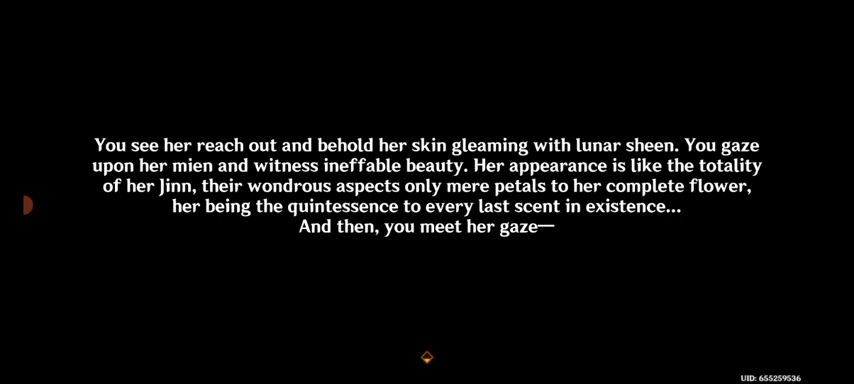 You see her reach out and behold her skin gleaming with lunar sheen. You gaze
upon her mien and witness ineffable beauty. Her appearance is like the totality
of her Jinn, their wondrous aspects only mere petals to her complete flower,
her being the quintessence to every last scent in existence...
And then, you meet her gaze—
UID: 655259536